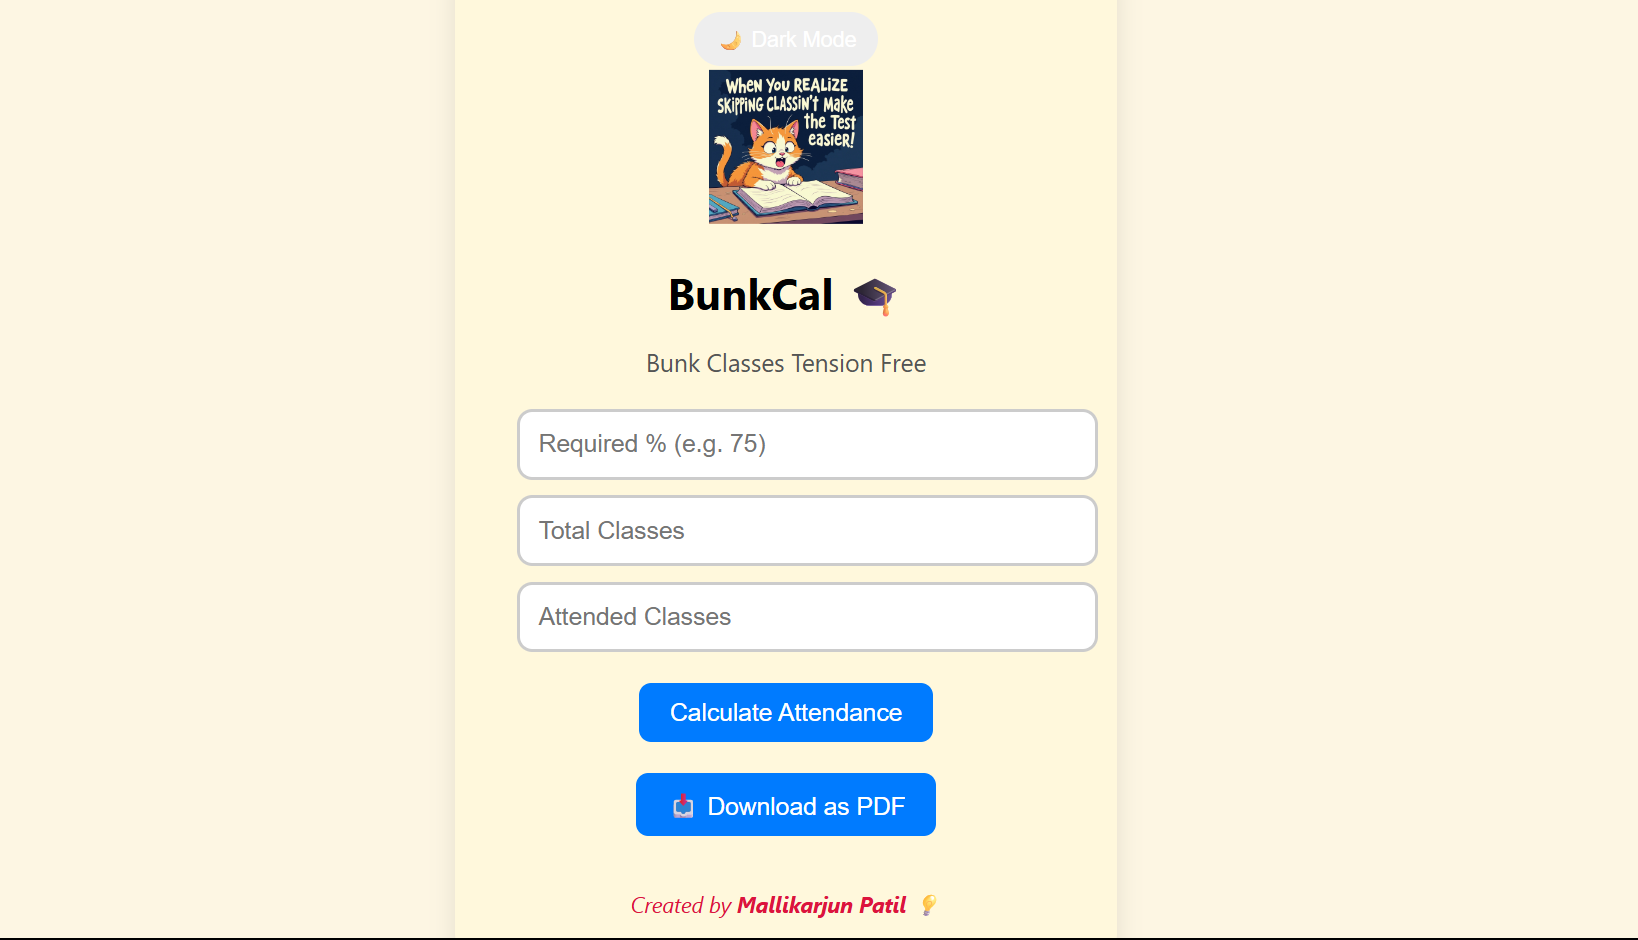 🌙 Dark Mode
WHEN YOU REALIZE
SKIPPING CLASSIN'T MAKE
the TEST
easier!
BunkCal 🎓
Bunk Classes Tension Free
Required % (e.g. 75)
Total Classes
Attended Classes
Calculate Attendance
📥 Download as PDF
Created by Mallikarjun Patil 💡